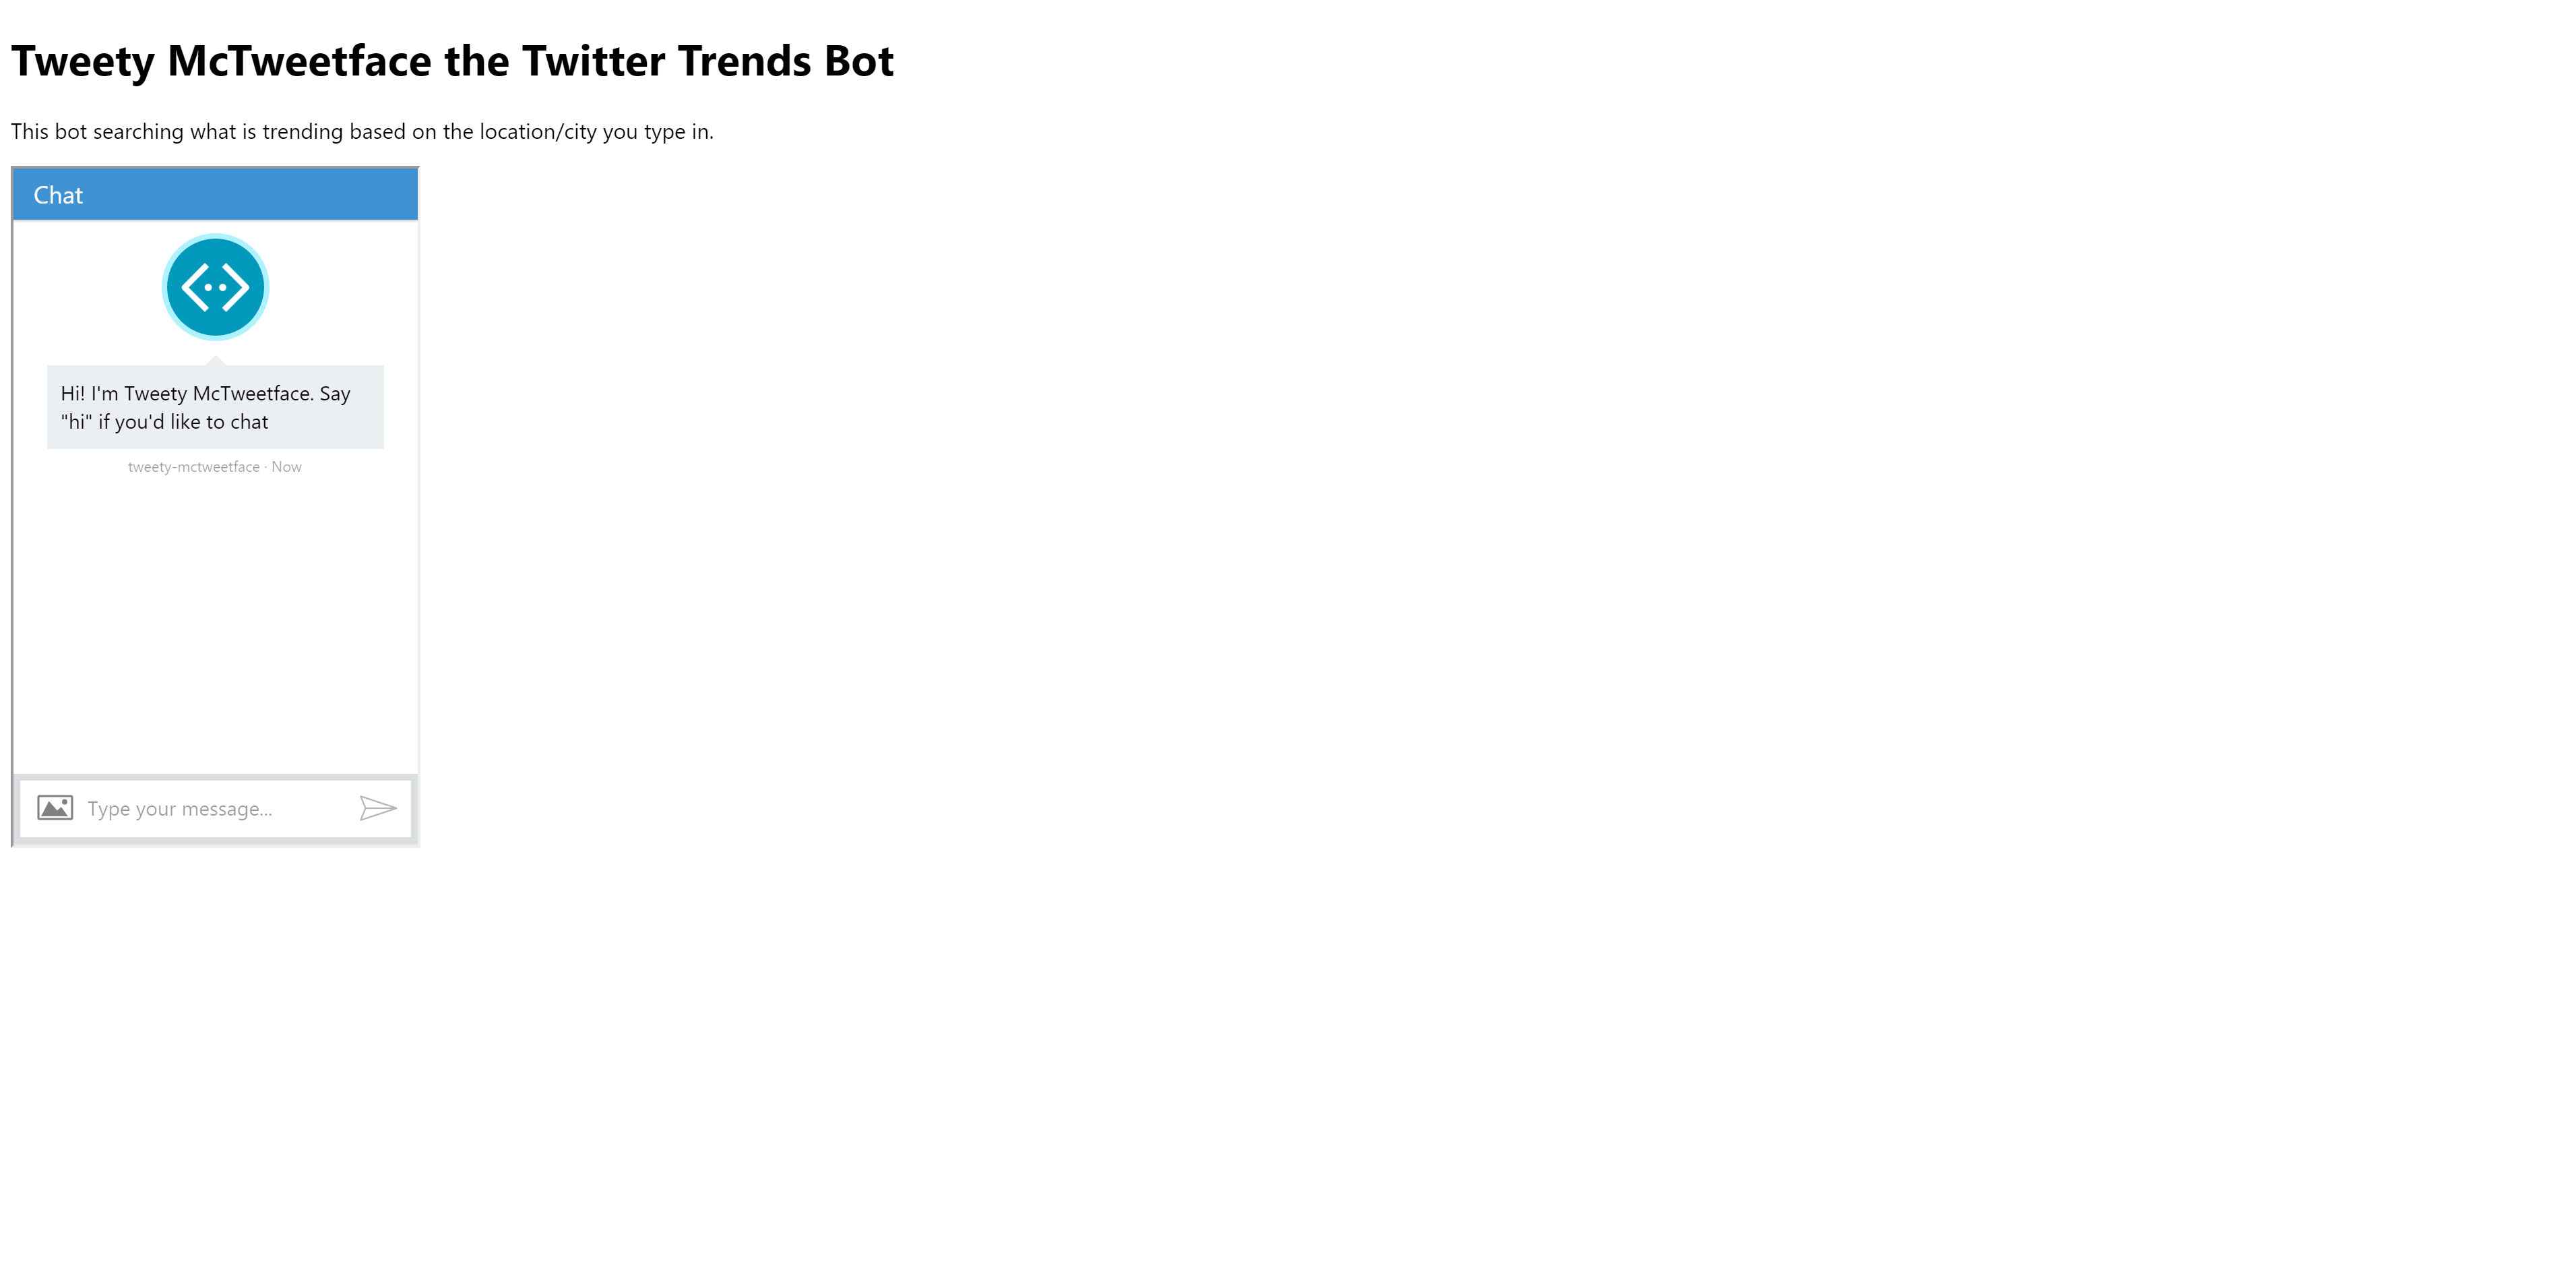 Tweety McTweetface the Twitter Trends Bot
This bot searching what is trending based on the location/city you type in.
Chat
Hi! I'm Tweety McTweetface. Say
"hi" if you'd like to chat
tweety-mctweetface · Now
Type your message...